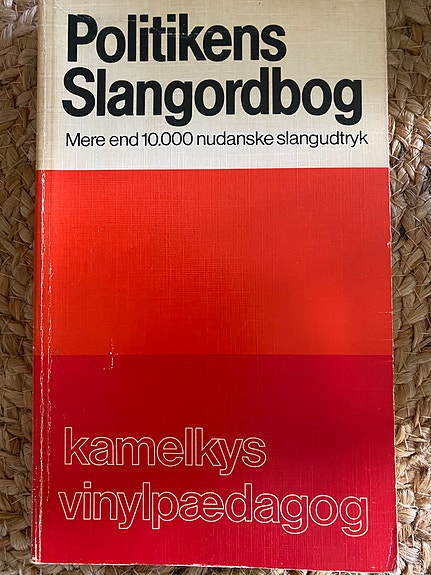 Politikens
Slangordbog
Mere end 10.000 nudanske slangudtryk
kamelkys
vinylpædagog